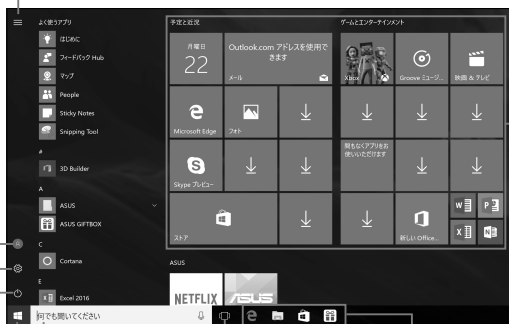 よく使うアプリ
はじめに
フィードバック Hub
マップ
People
Sticky Notes
Snipping Tool
#
3D Builder
A
ASUS
ASUS GIFTBOX
C
Cortana
E
Excel 2016
何でも聞いてください
予定と近況
月曜日
22
Outlook.com アドレスを使用で
きます
メール
Microsoft Edge
フォト
Skype プレビュー
ストア
ゲームとエンターテインメント
Xbox
Groove ミュージ...
映画 & テレビ
間もなくアプリをお
使いいただけます
新しい Office...
ASUS
NETFLIX
ASUS